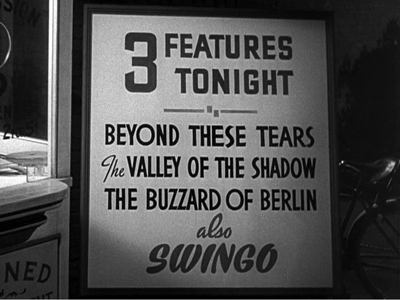 3 FEATURES
TONIGHT
BEYOND THESE TEARS
The VALLEY OF THE SHADOW
THE BUZZARD OF BERLIN
also
SWINGO
NED